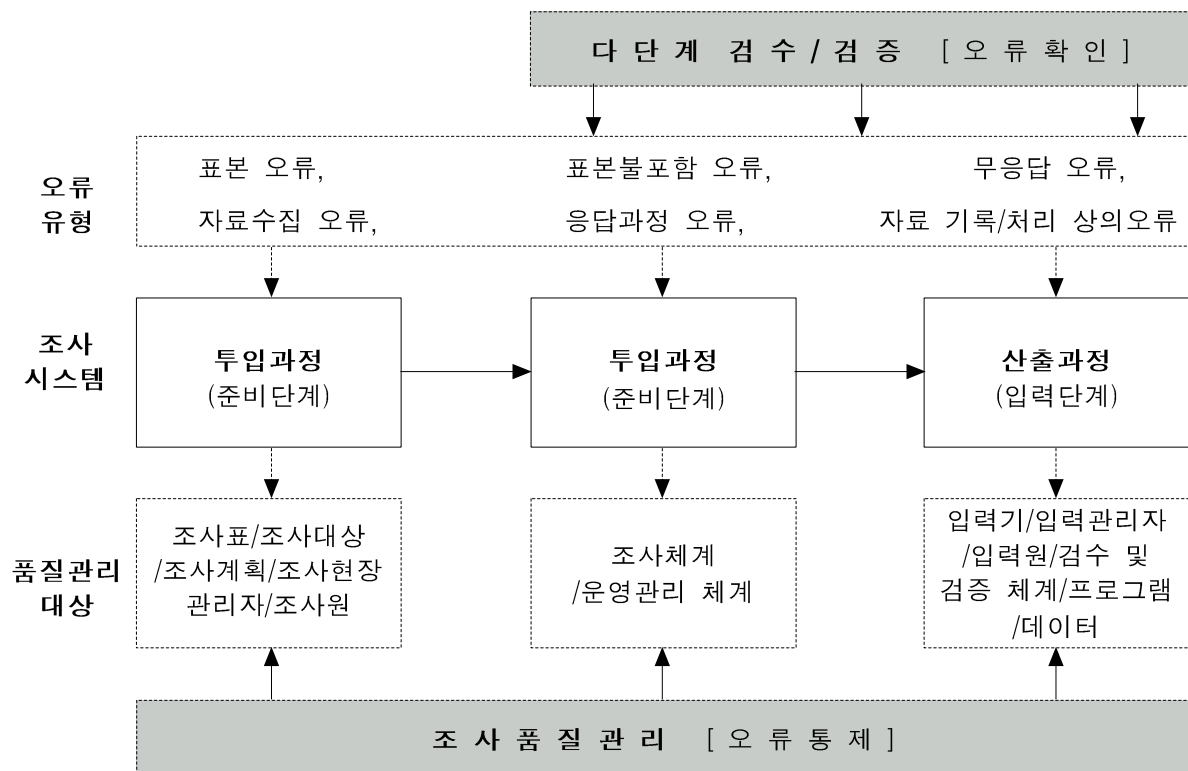 다 단 계 검 수 / 검 증 [ 오 류 확 인 ]
오류
유형
표본 오류, 표본불포함 오류, 무응답 오류,
자료수집 오류, 응답과정 오류, 자료 기록/처리 상의오류
조사
시스템
투입과정
(준비단계)
투입과정
(준비단계)
산출과정
(입력단계)
품질관리
대상
조사표/조사대상
/조사계획/조사현장
관리자/조사원
조사체계
/운영관리 체계
입력기/입력관리자
/입력원/검수 및
검증 체계/프로그램
/데이터
조 사 품 질 관 리 [ 오 류 통 제 ]